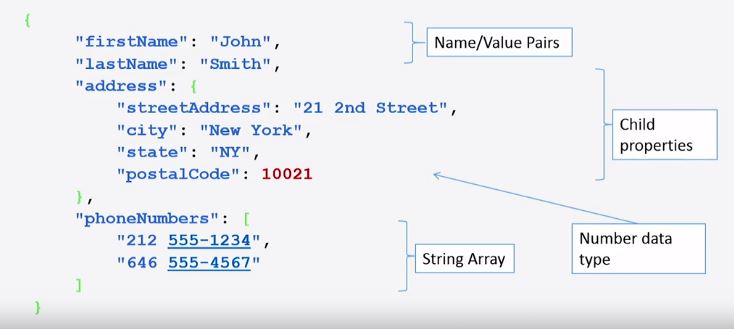 {
"firstName": "John",
"lastName": "Smith",
"address": {
"streetAddress": "21 2nd Street",
"city": "New York",
"state": "NY",
"postalCode": 10021
},
"phoneNumbers": [
"212 555-1234",
"646 555-4567"
]
}
Name/Value Pairs
Child
properties
Number data
type
String Array